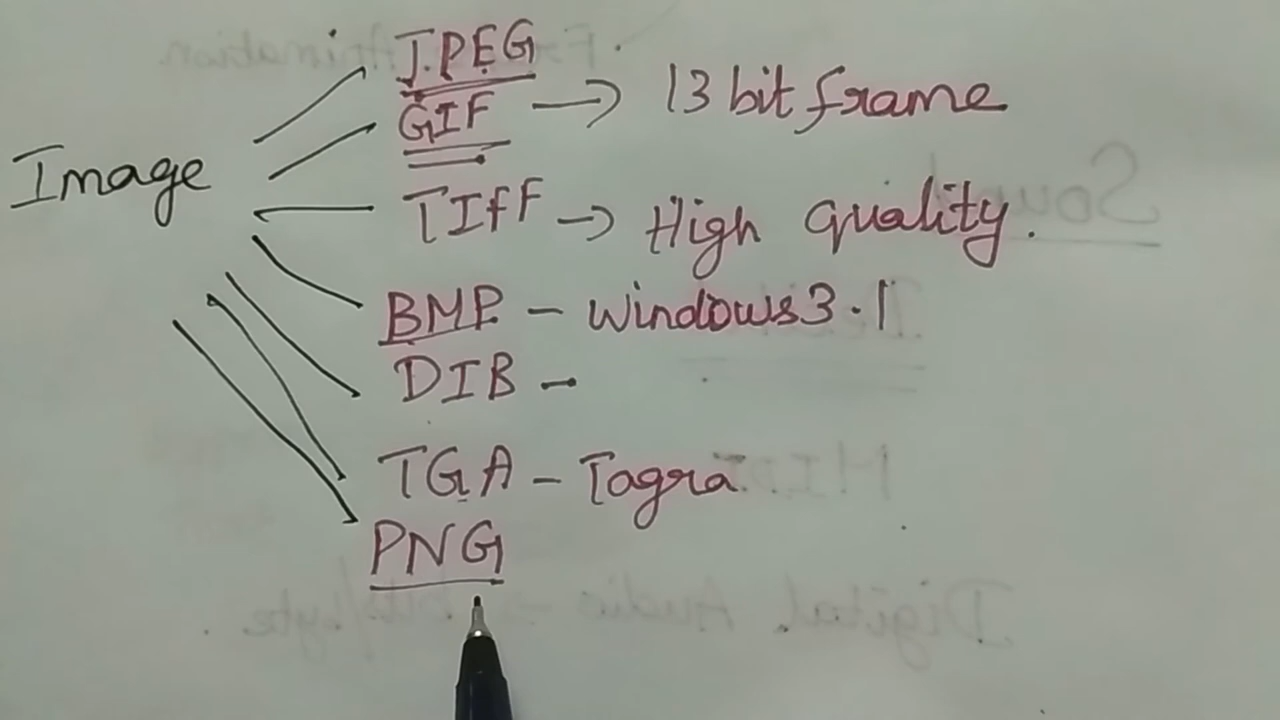 JPEG
GIF → 13 bit frame
Image
TIFF → High Quality.
BMP - Windows 3.1
DIB -
TGA - Tagra
PNG